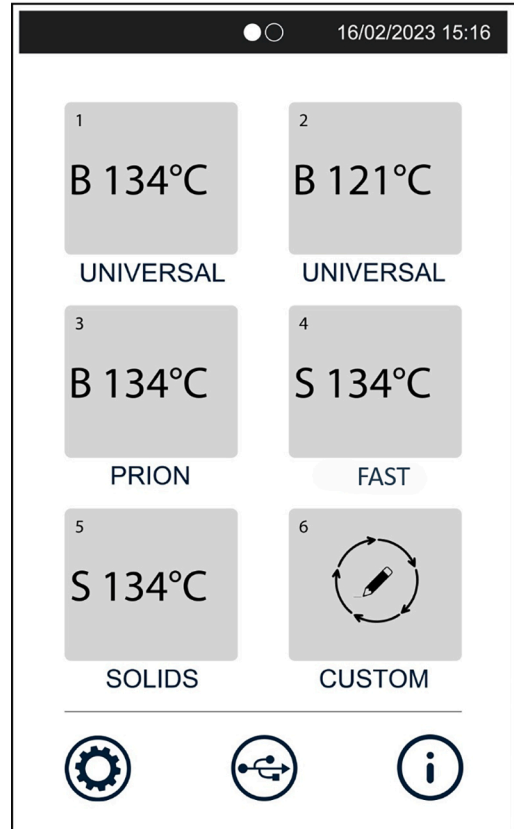 16/02/2023 15:16
1
B 134°C
UNIVERSAL
2
B 121°C
UNIVERSAL
3
B 134°C
PRION
4
S 134°C
FAST
5
S 134°C
SOLIDS
6
CUSTOM
i